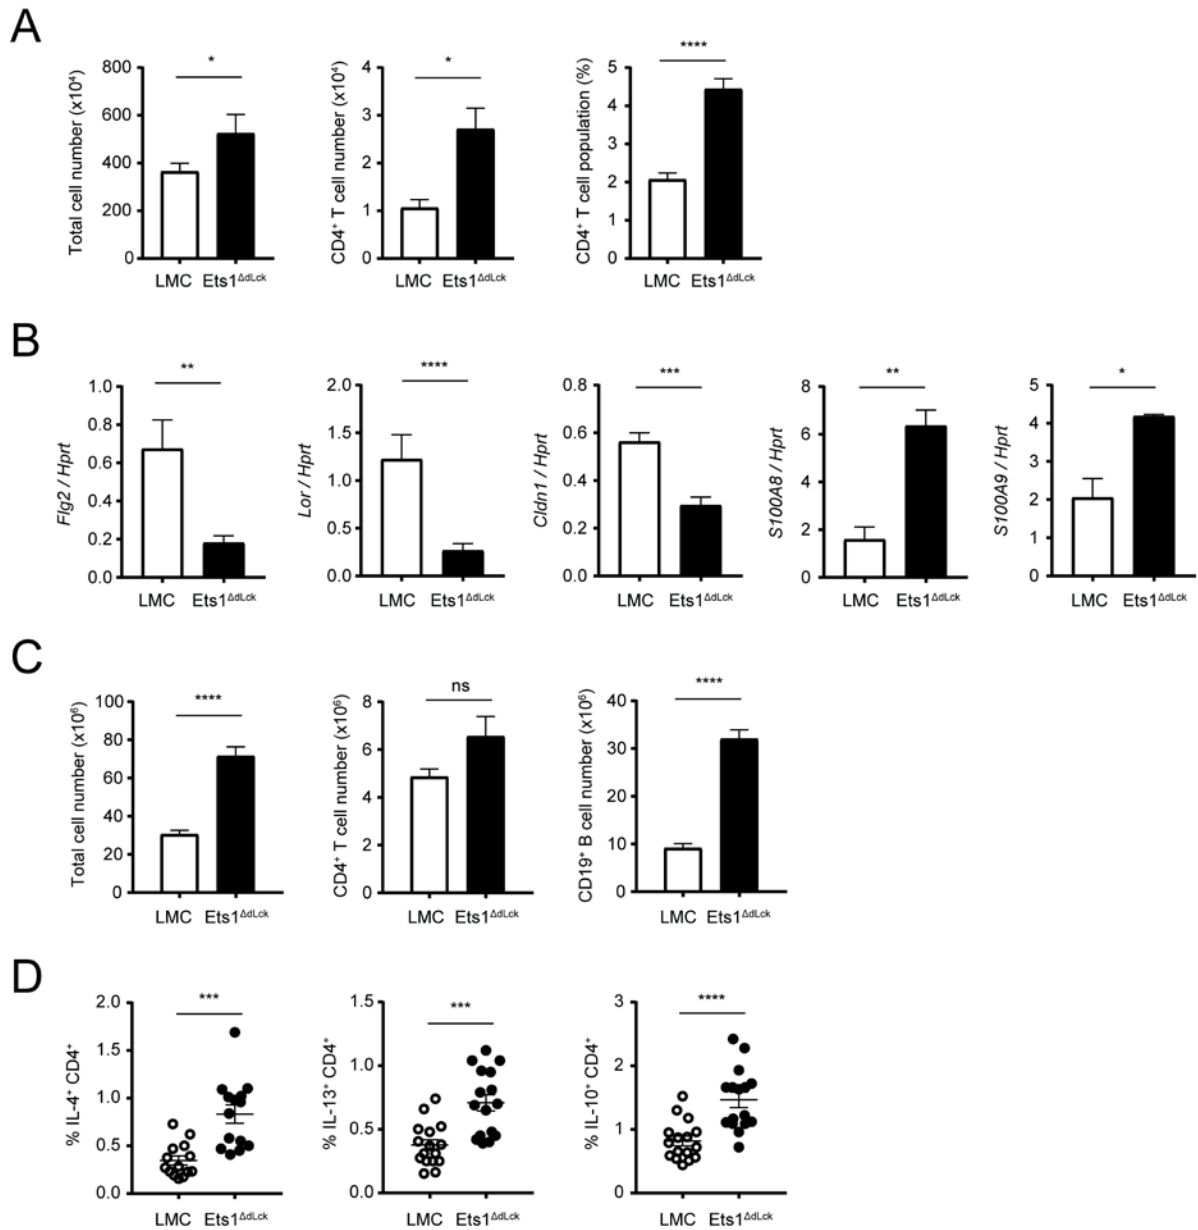 A
Total cell number (x10⁴)
800
600
400
200
0
*
LMC Ets1ΔdLck
CD4⁺ T cell number (x10⁴)
4
3
2
1
0
*
LMC Ets1ΔdLck
CD4⁺ T cell population (%)
5
4
3
2
1
0
****
LMC Ets1ΔdLck
B
Flg2 / Hprt
1.0
0.8
0.6
0.4
0.2
0.0
**
LMC Ets1ΔdLck
Lor / Hprt
2.0
1.5
1.0
0.5
0.0
****
LMC Ets1ΔdLck
Cldn1 / Hprt
0.8
0.6
0.4
0.2
0.0
***
LMC Ets1ΔdLck
S100A8 / Hprt
8
6
4
2
0
**
LMC Ets1ΔdLck
S100A9 / Hprt
5
4
3
2
1
0
*
LMC Ets1ΔdLck
C
Total cell number (x10⁶)
100
80
60
40
20
0
****
LMC Ets1ΔdLck
CD4⁺ T cell number (x10⁶)
8
6
4
2
0
ns
LMC Ets1ΔdLck
CD19⁺ B cell number (x10⁶)
40
30
20
10
0
****
LMC Ets1ΔdLck
D
% IL-4⁺ CD4⁺
2.0
1.5
1.0
0.5
0.0
***
LMC Ets1ΔdLck
% IL-13⁺ CD4⁺
1.5
1.0
0.5
0.0
***
LMC Ets1ΔdLck
% IL-10⁺ CD4⁺
3
2
1
0
****
LMC Ets1ΔdLck